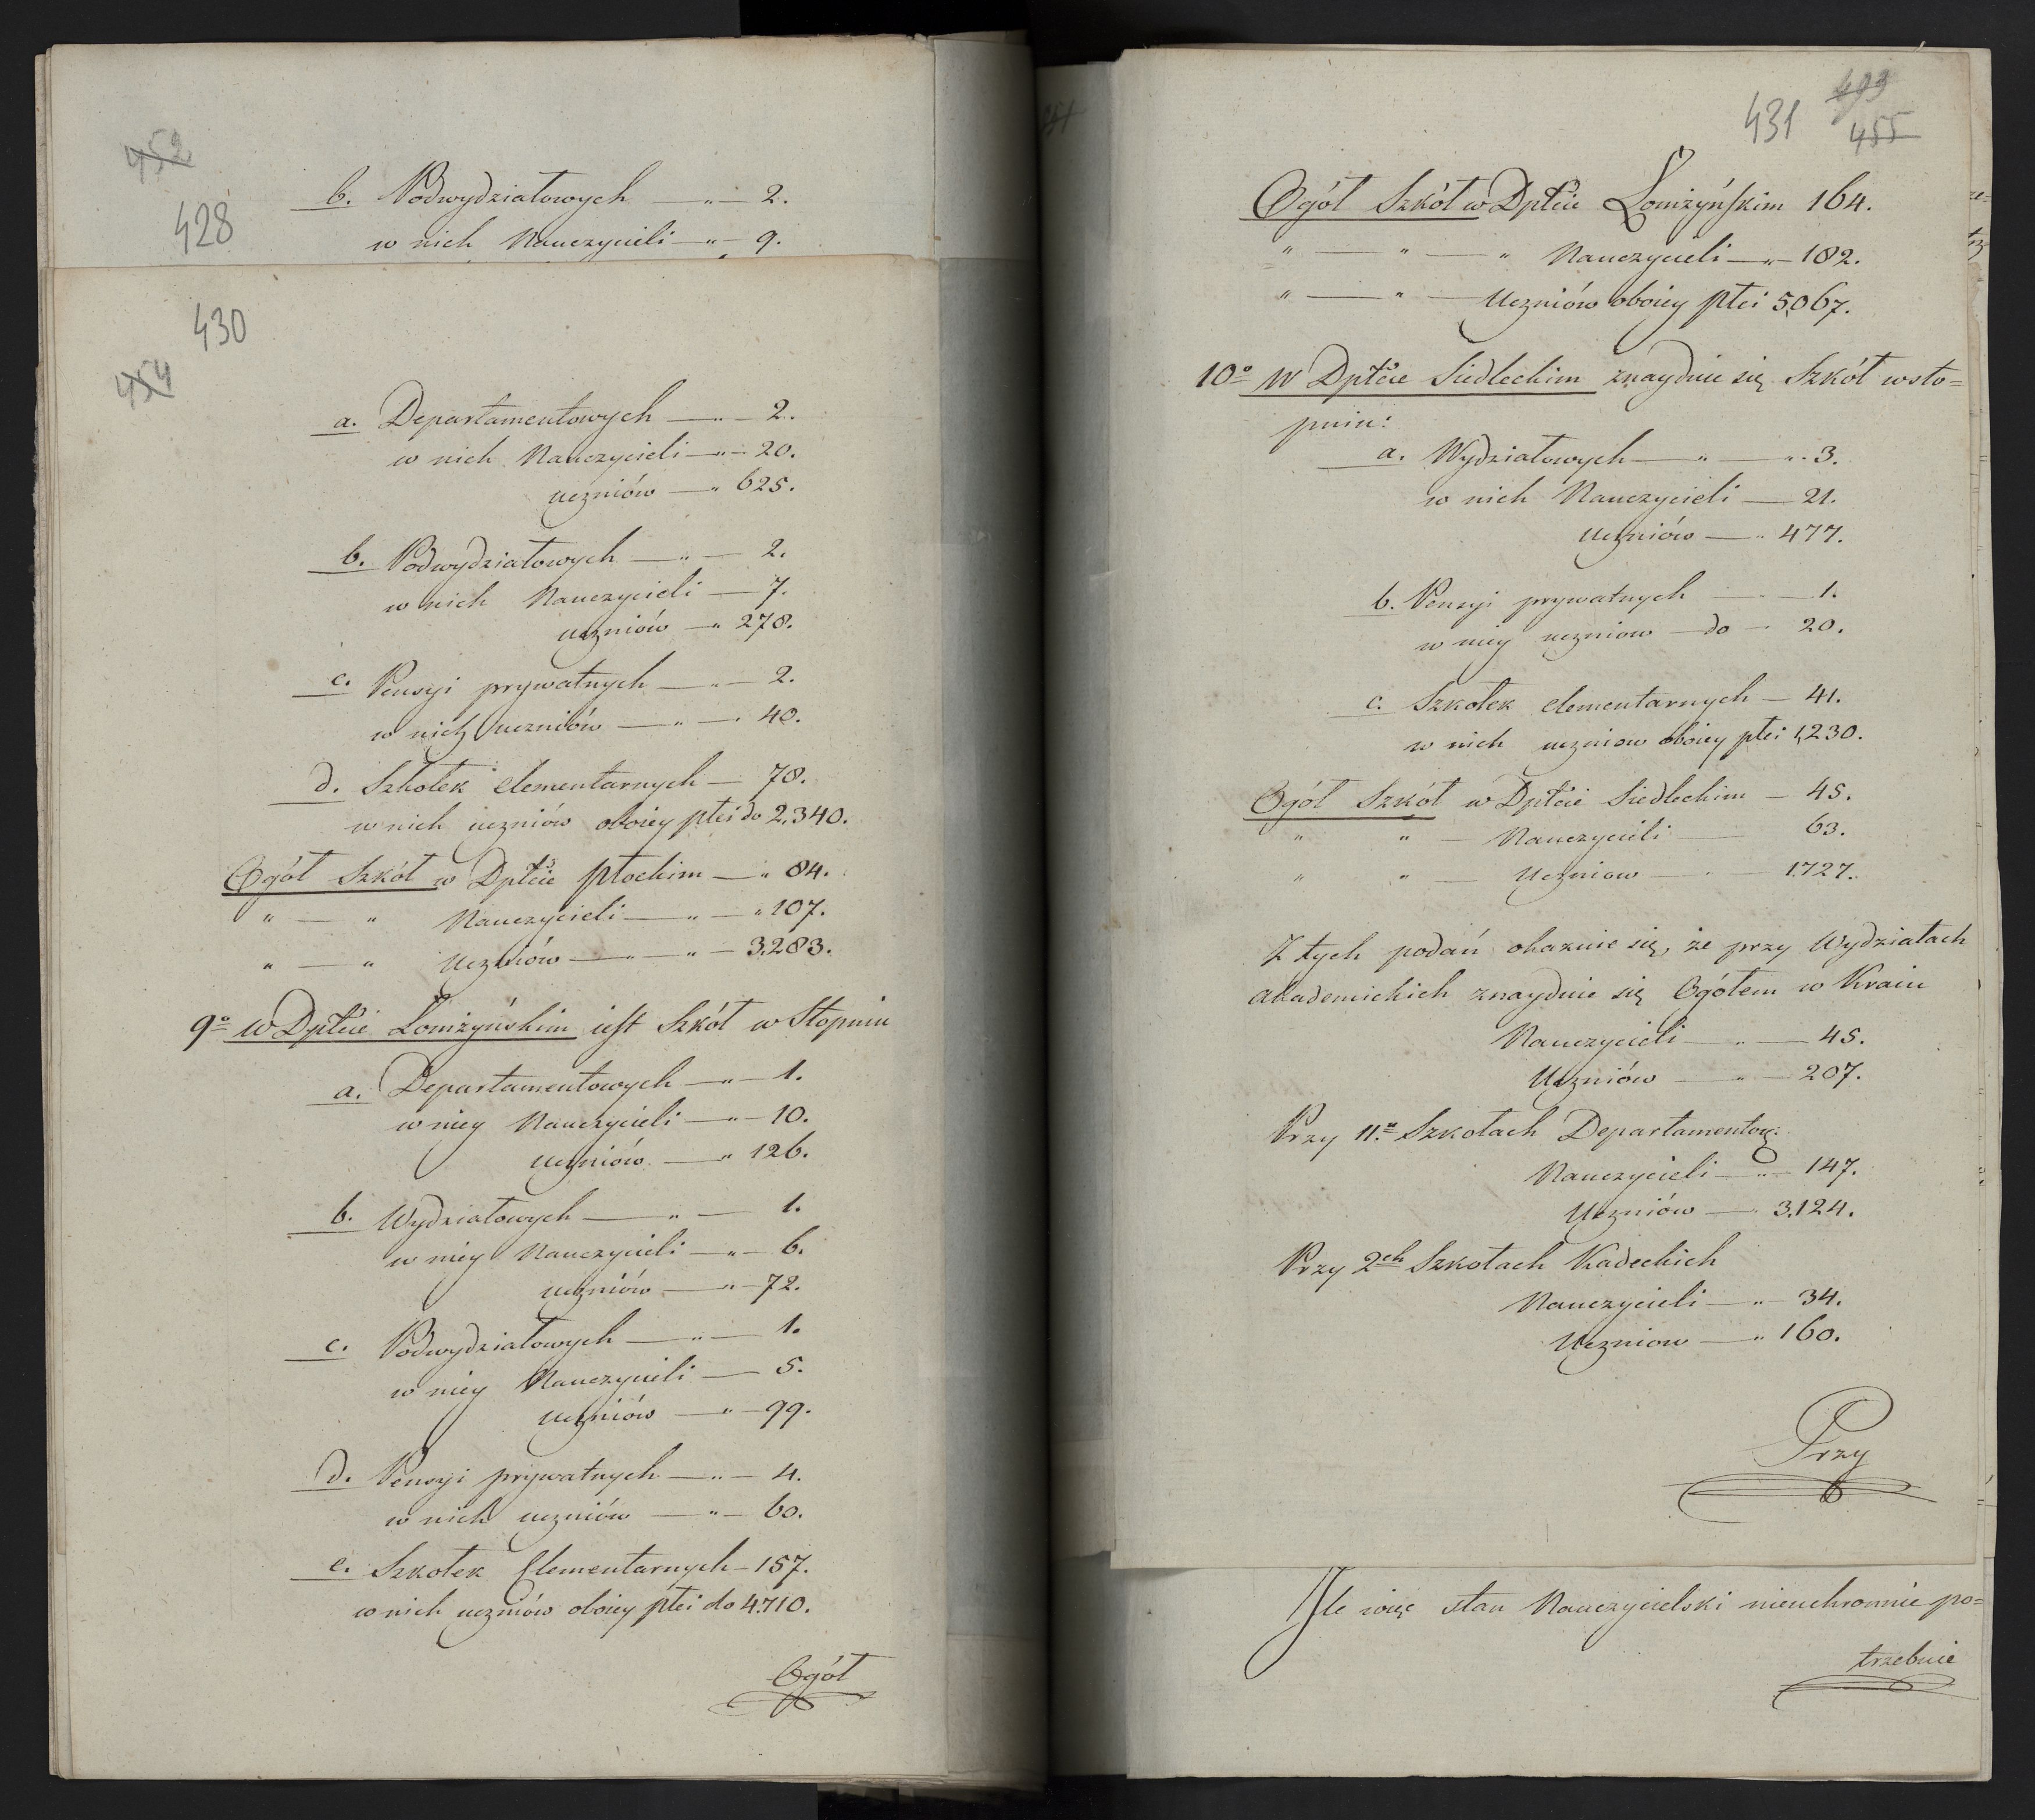 452
428
b. Podwydziałowych — „ — 2.
w nich Nauczycieli — „ — 9.
430
454
a. Departamentowych — „ — 2.
w nich Nauczycieli — „ — 20.
uczniów — „ 625.
b. Podwydziałowych — „ — 2.
w nich Nauczycieli — 7.
uczniów — „ 278.
c. Pensyi prywatnych — „ — 2.
w nich uczniów — „ — 40.
d. Szkołek elementarnych — 78.
w nich uczniów oboiey płci do 2.340.
Ogół Szkół w Dptcie Płockim — „ 84.
„ — „ Nauczycieli — „ — „ 107.
„ — „ Uczniów — „ — „ — 3.283.
9o W Dptcie Łomżyńskim iest Szkół w Stopniu
a. Departamentowych — „ — 1.
w niey Nauczycieli — „ — 10.
uczniów — „ 126.
b. Wydziałowych — „ — 1.
w niey Nauczycieli — „ — 6.
uczniów — „ — 72.
c. Podwydziałowych — „ — 1.
w niey Nauczycieli — 5.
uczniów — „ — 99.
d. Pensyi prywatnych — „ — 4.
w nich uczniów — „ — 60.
e. Szkołek Elementarnych — 157.
w nich uczniów oboiey płci do 4.710.
Ogół
431
455
Ogół Szkół w Dptcie Łomżyńskim 164.
„ — „ — „ Nauczycieli — „ — 182.
„ — „ — Uczniów oboiey płci 5,067.
10o W Dptcie Siedleckim znayduie się Szkół w sto=
pniu:
a. Wydziałowych — „ — „ 3.
w nich Nauczycieli — 21.
Uczniów — „ 477.
b. Pensyi prywatnych — 1.
w niey uczniow — do — 20.
c. Szkołek elementarnych — 41.
w nich uczniow oboiey płci 1,230.
Ogół Szkół w Dptcie Siedleckim — 45.
„ „ — Nauczycieli — 63.
„ „ — Uczniow — „ — 1727.
Z tych podań okazuie się, że przy Wydziałach
akademickich znayduie się Ogółem w Kraiu
Nauczycieli — „ — 45.
Uczniów — „ — 207.
Przy 11.u Szkołach Departamentow:
Nauczycieli — „ — 147.
Uczniów — „ 3.124.
Przy 2ch Szkołach Kadeckich
Nauczycieli — „ — 34.
Uczniow — „ 160.
Przy
Ile więc stan Nauczycielski nieuchronnie po=
trzebuie